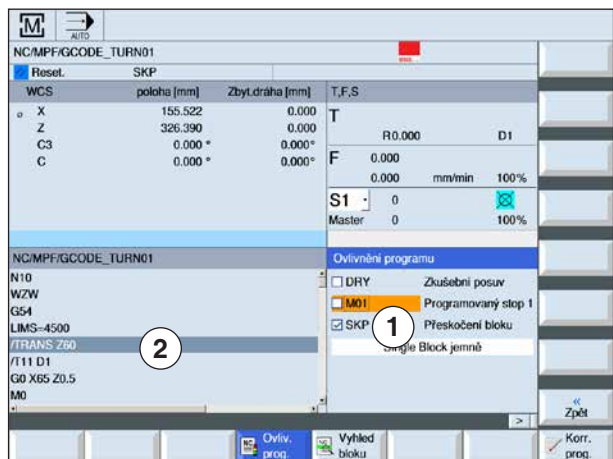 M
AUTO
NC/MPF/GCODE_TURN01
Reset. SKP
WCS poloha [mm] Zbyt.dráha [mm] T,F,S
X 155.522 0.000 T
Z 326.390 0.000 R0.000 D1
C3 0.000 ° 0.000° F 0.000
C 0.000 ° 0.000° 0.000 mm/min 100%
S1 0
Master 0 100%
NC/MPF/GCODE_TURN01
N10
WZW
G54
LIMS=4500
/TRANS Z60
/T11 D1
G0 X65 Z0.5
M0
2
Ovlivnění programu
DRY Zkušební posuv
M01 Programovaný stop 1
SKP Přeskočení bloku
1
Single Block jemně
>
«
Zpět
NC Ovliv. prog.
Vyhled bloku
Korr. prog.